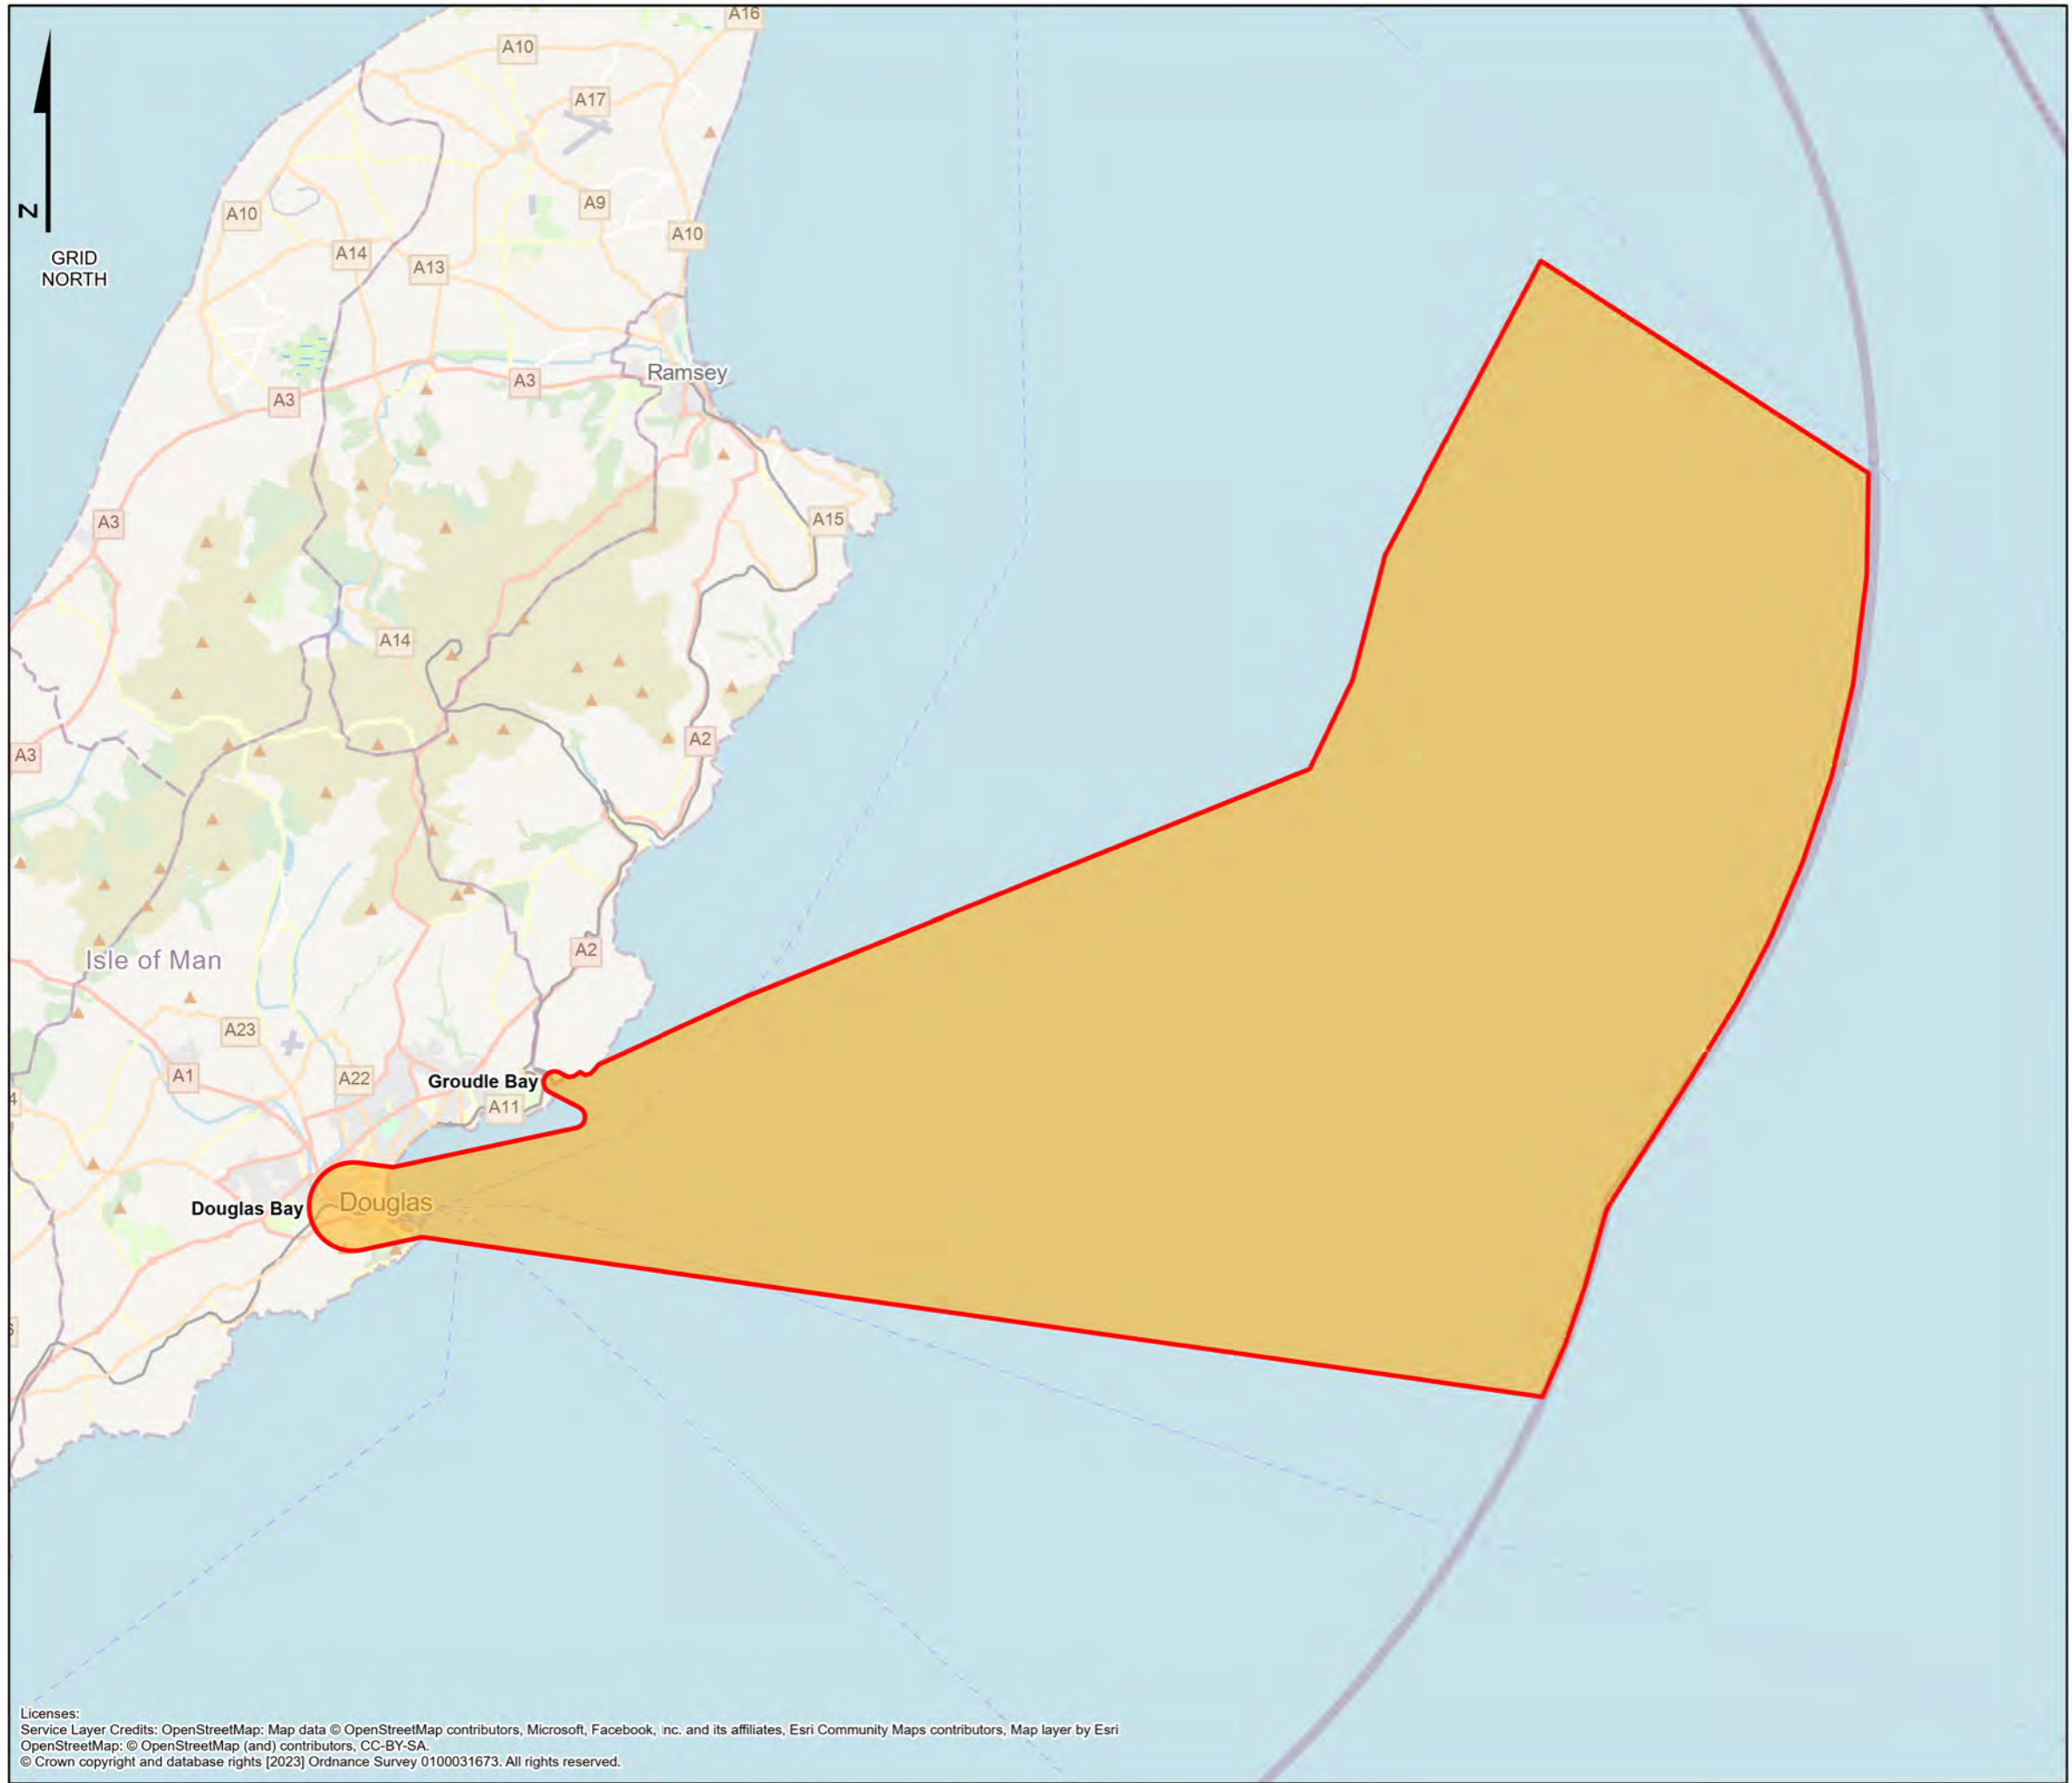 A16
A10
A17
A9
A10
A10
N
GRID
NORTH
A14
A13
Ramsey
A3
A3
A3
A15
A14
A2
A3
A2
Isle of Man
A23
A1
A22
Groudle Bay
A11
4
Douglas
Douglas Bay
Licenses:
Service Layer Credits: OpenStreetMap: Map data © OpenStreetMap contributors, Microsoft, Facebook, Inc. and its affiliates, Esri Community Maps contributors, Map layer by Esri
OpenStreetMap: © OpenStreetMap (and) contributors, CC-BY-SA.
© Crown copyright and database rights [2023] Ordnance Survey 0100031673. All rights reserved.